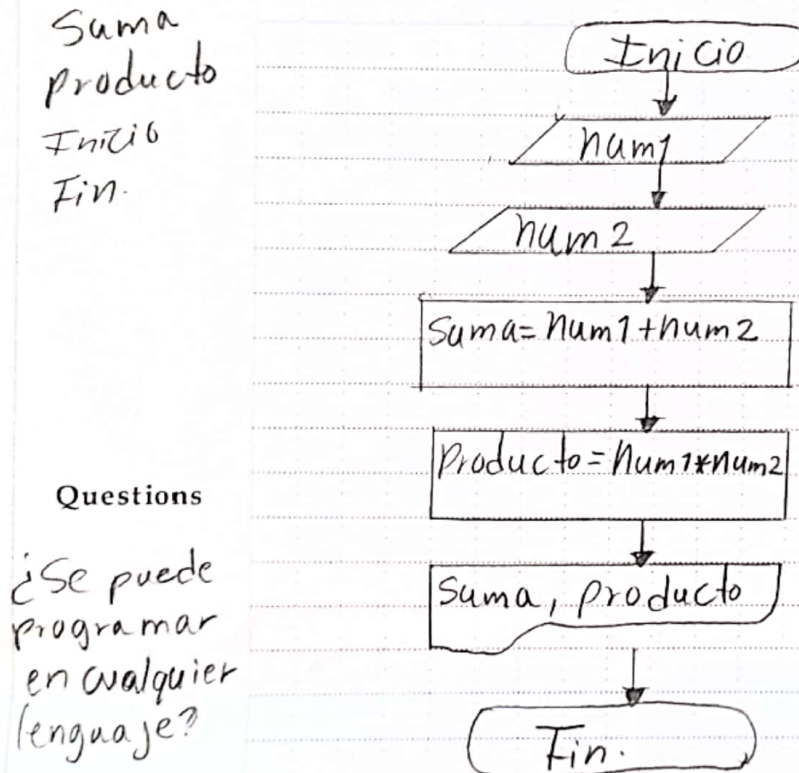 Suma
producto
Inicio
Fin.
Questions
¿Se puede
programar
en cualquier
lenguaje?
Inicio
num1
num2
Suma=num1+num2
Producto=num1*num2
Suma, producto
Fin.